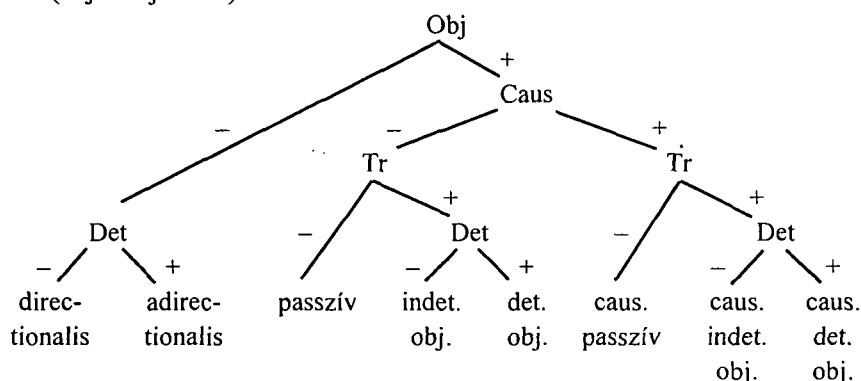 Obj
+
Caus
−
−
+
Tr
Tr
+
+
Det
−
Det
−
Det
−
+
−
+
−
+
direc-
tionalis
adirec-
tionalis
passzív
indet.
obj.
det.
obj.
caus.
passzív
caus.
indet.
obj.
caus.
det.
obj.